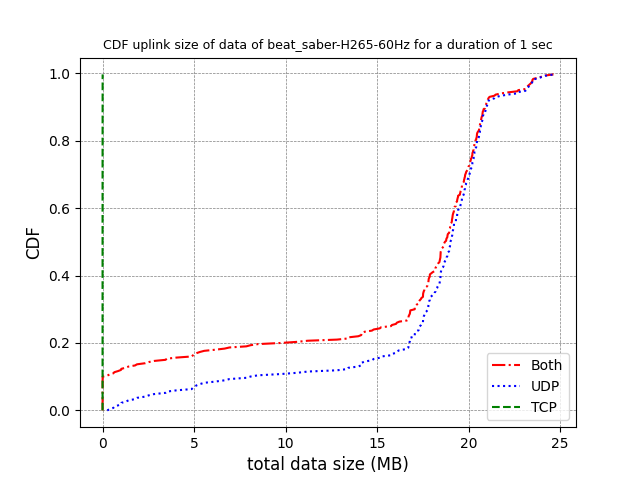 CDF uplink size of data of beat_saber-H265-60Hz for a duration of 1 sec
1.0
0.8
0.6
0.4
0.2
0.0
CDF
0 5 10 15 20 25
total data size (MB)
Both
UDP
TCP